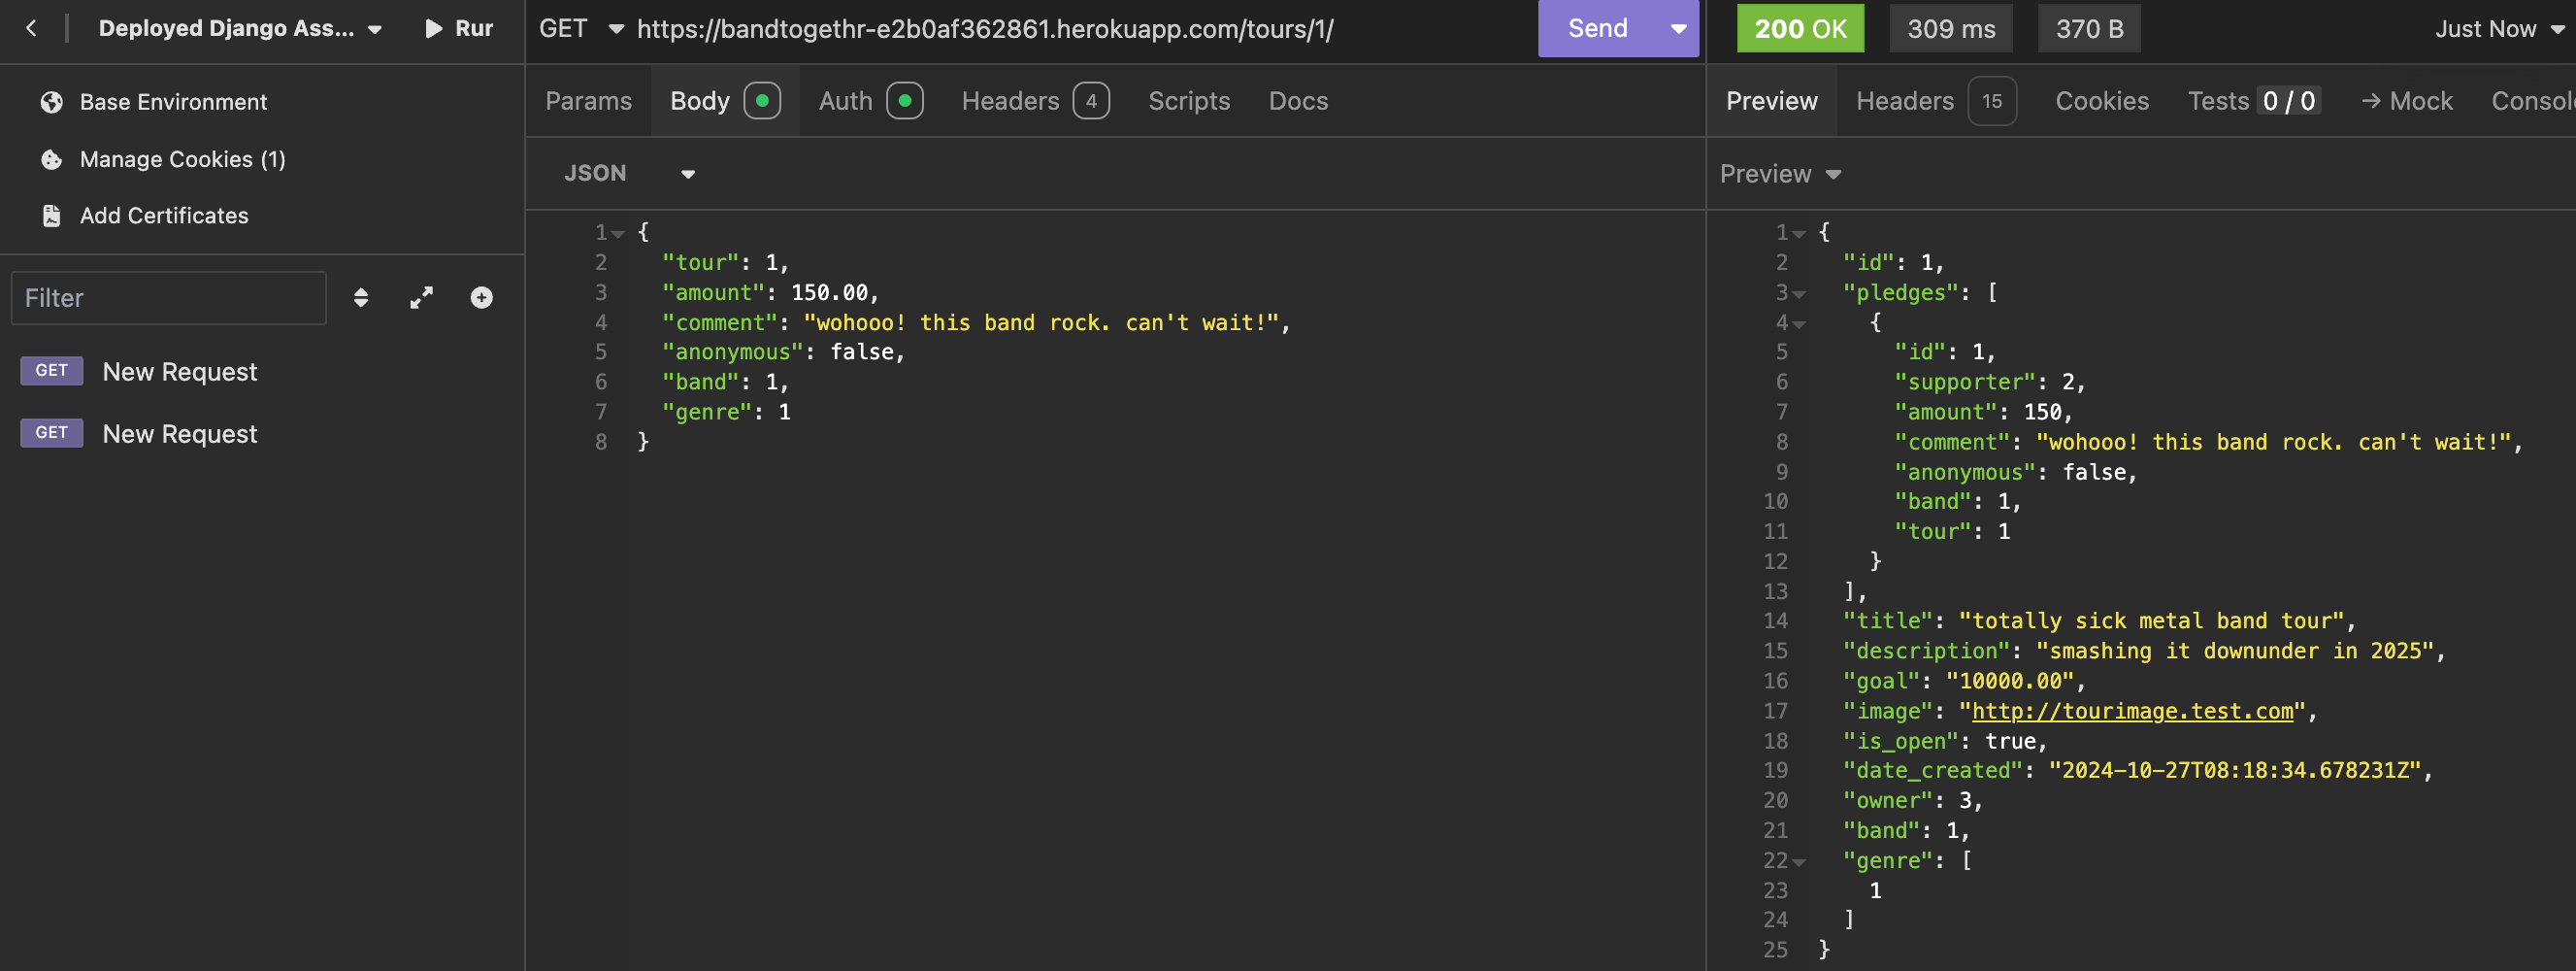 Deployed Django Ass...
Run
Base Environment
Manage Cookies (1)
Add Certificates
Filter
GET New Request
GET New Request
GET https://bandtogethr-e2b0af362861.herokuapp.com/tours/1/ Send
Params Body Auth Headers 4 Scripts Docs
JSON
1 {
2 "tour": 1,
3 "amount": 150.00,
4 "comment": "wohooo! this band rock. can't wait!",
5 "anonymous": false,
6 "band": 1,
7 "genre": 1
8 }
200 OK 309 ms 370 B Just Now
Preview Headers 15 Cookies Tests 0 / 0 → Mock Consol
Preview
1 {
2 "id": 1,
3 "pledges": [
4 {
5 "id": 1,
6 "supporter": 2,
7 "amount": 150,
8 "comment": "wohooo! this band rock. can't wait!",
9 "anonymous": false,
10 "band": 1,
11 "tour": 1
12 }
13 ],
14 "title": "totally sick metal band tour",
15 "description": "smashing it downunder in 2025",
16 "goal": "10000.00",
17 "image": "http://tourimage.test.com",
18 "is_open": true,
19 "date_created": "2024-10-27T08:18:34.678231Z",
20 "owner": 3,
21 "band": 1,
22 "genre": [
23 1
24 ]
25 }